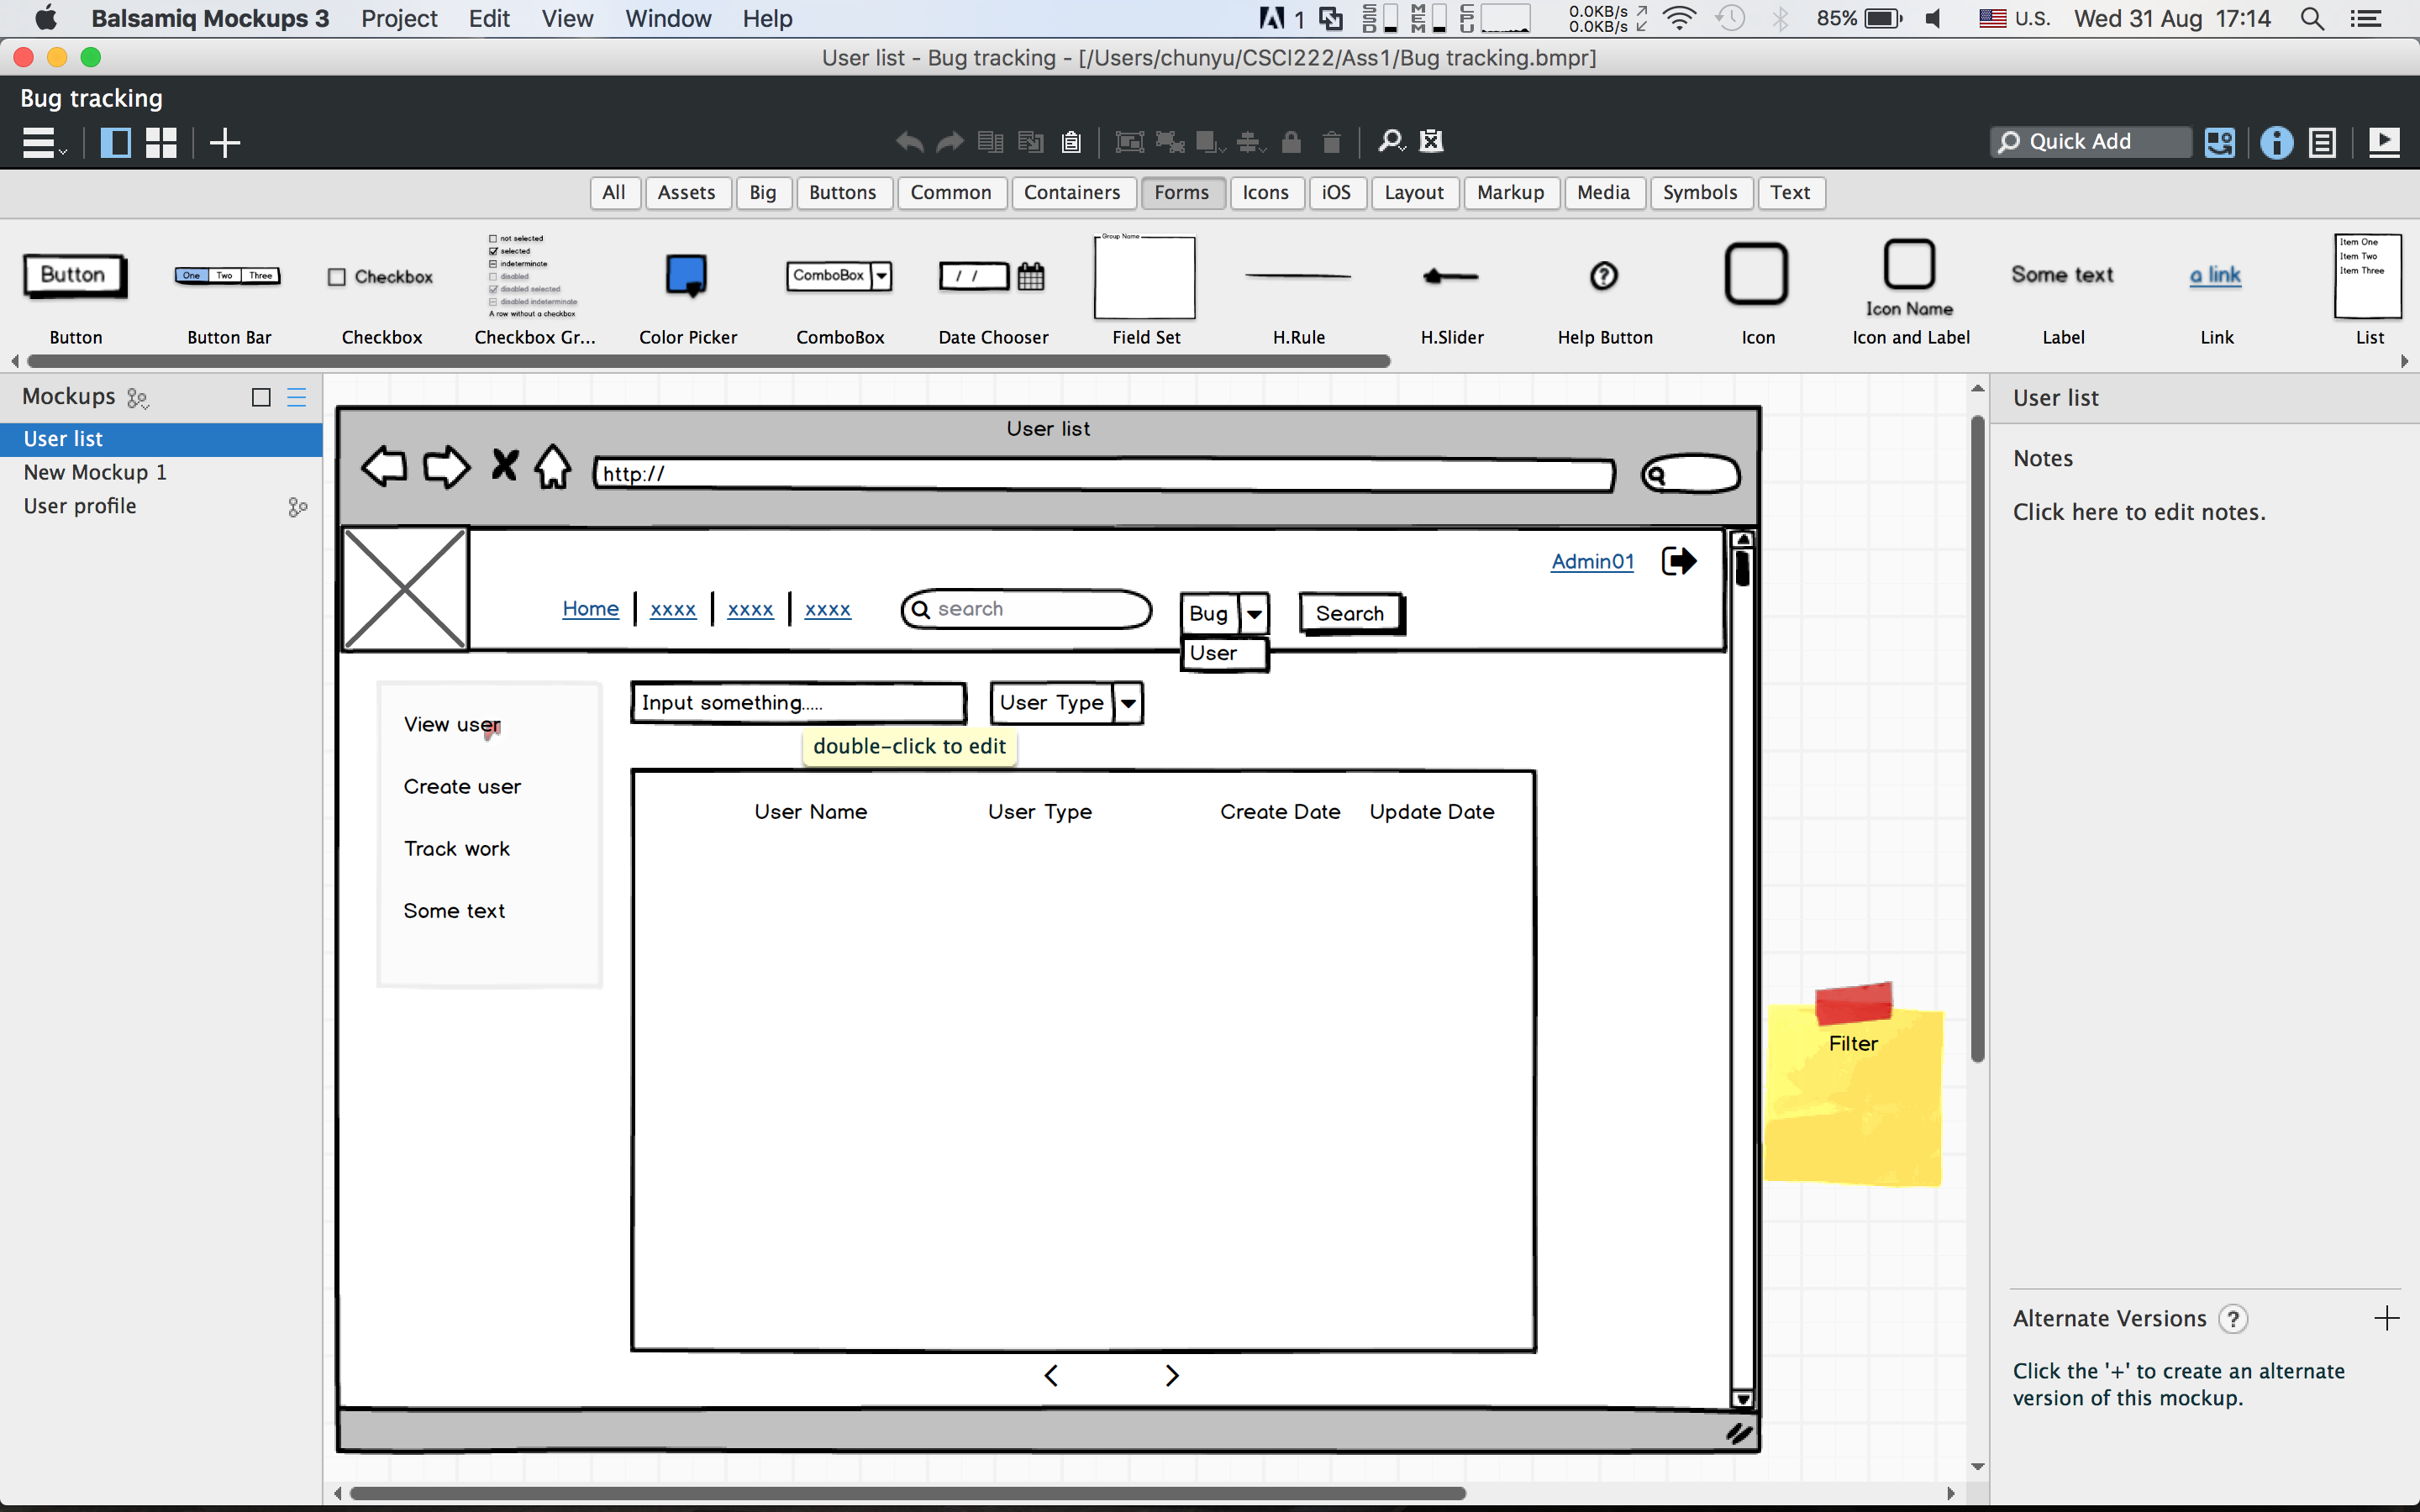 Balsamiq Mockups 3 Project Edit View Window Help 1 SSD MEM CPU 0.0KB/s 0.0KB/s 85% U.S. Wed 31 Aug 17:14
User list - Bug tracking - [/Users/chunyu/CSCI222/Ass1/Bug tracking.bmpr]
Bug tracking
Quick Add
All Assets Big Buttons Common Containers Forms Icons iOS Layout Markup Media Symbols Text
Button One Two Three Checkbox
not selected
selected
indeterminate
disabled
disabled selected
disabled indeterminate
A row without a checkbox
ComboBox / / Group Name ? Icon Name Some text a link
Item One
Item Two
Item Three
Button Button Bar Checkbox Checkbox Gr... Color Picker ComboBox Date Chooser Field Set H.Rule H.Slider Help Button Icon Icon and Label Label Link List
Mockups
User list
New Mockup 1
User profile
User list
http://
Admin01
Home xxxx xxxx xxxx search Bug Search
User
Input something..... User Type
double-click to edit
View user
Create user
Track work
Some text
User Name User Type Create Date Update Date
Filter
User list
Notes
Click here to edit notes.
Alternate Versions ?
Click the '+' to create an alternate
version of this mockup.